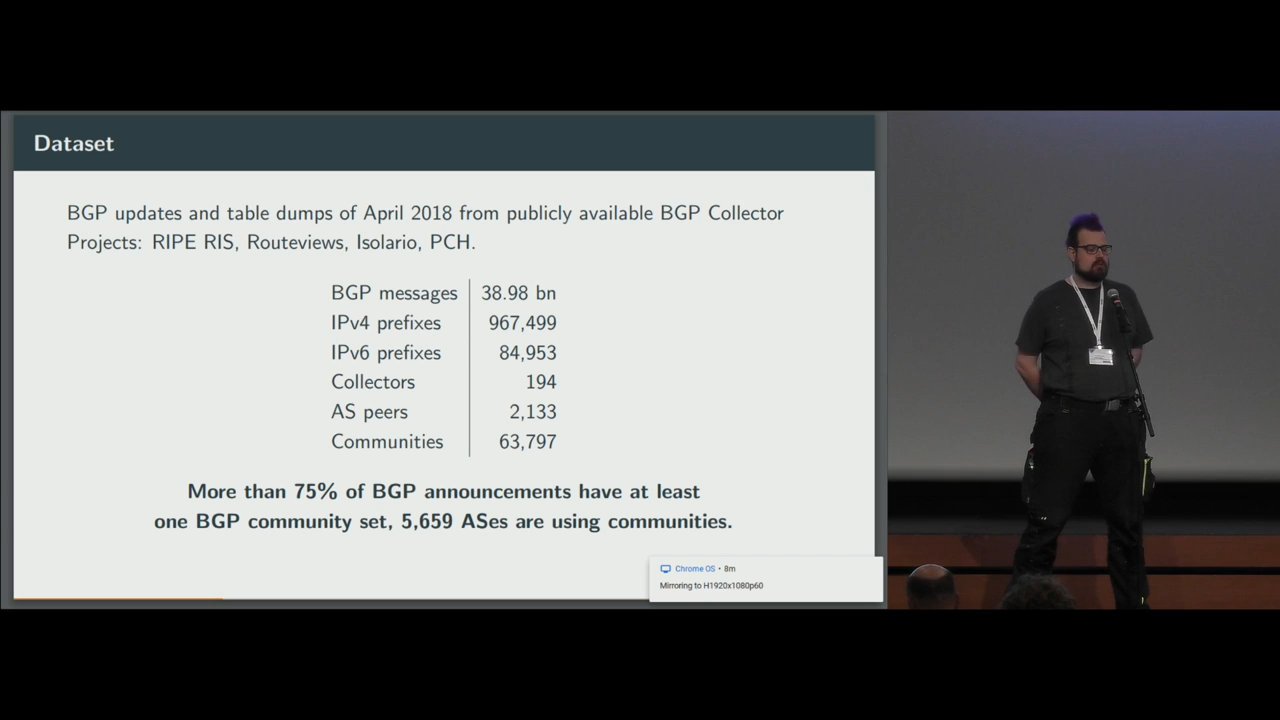 Dataset
BGP updates and table dumps of April 2018 from publicly available BGP Collector
Projects: RIPE RIS, Routeviews, Isolario, PCH.
BGP messages 38.98 bn
IPv4 prefixes 967,499
IPv6 prefixes 84,953
Collectors 194
AS peers 2,133
Communities 63,797
More than 75% of BGP announcements have at least
one BGP community set, 5,659 ASes are using communities.
Chrome OS • 8m
Mirroring to H1920x1080p60